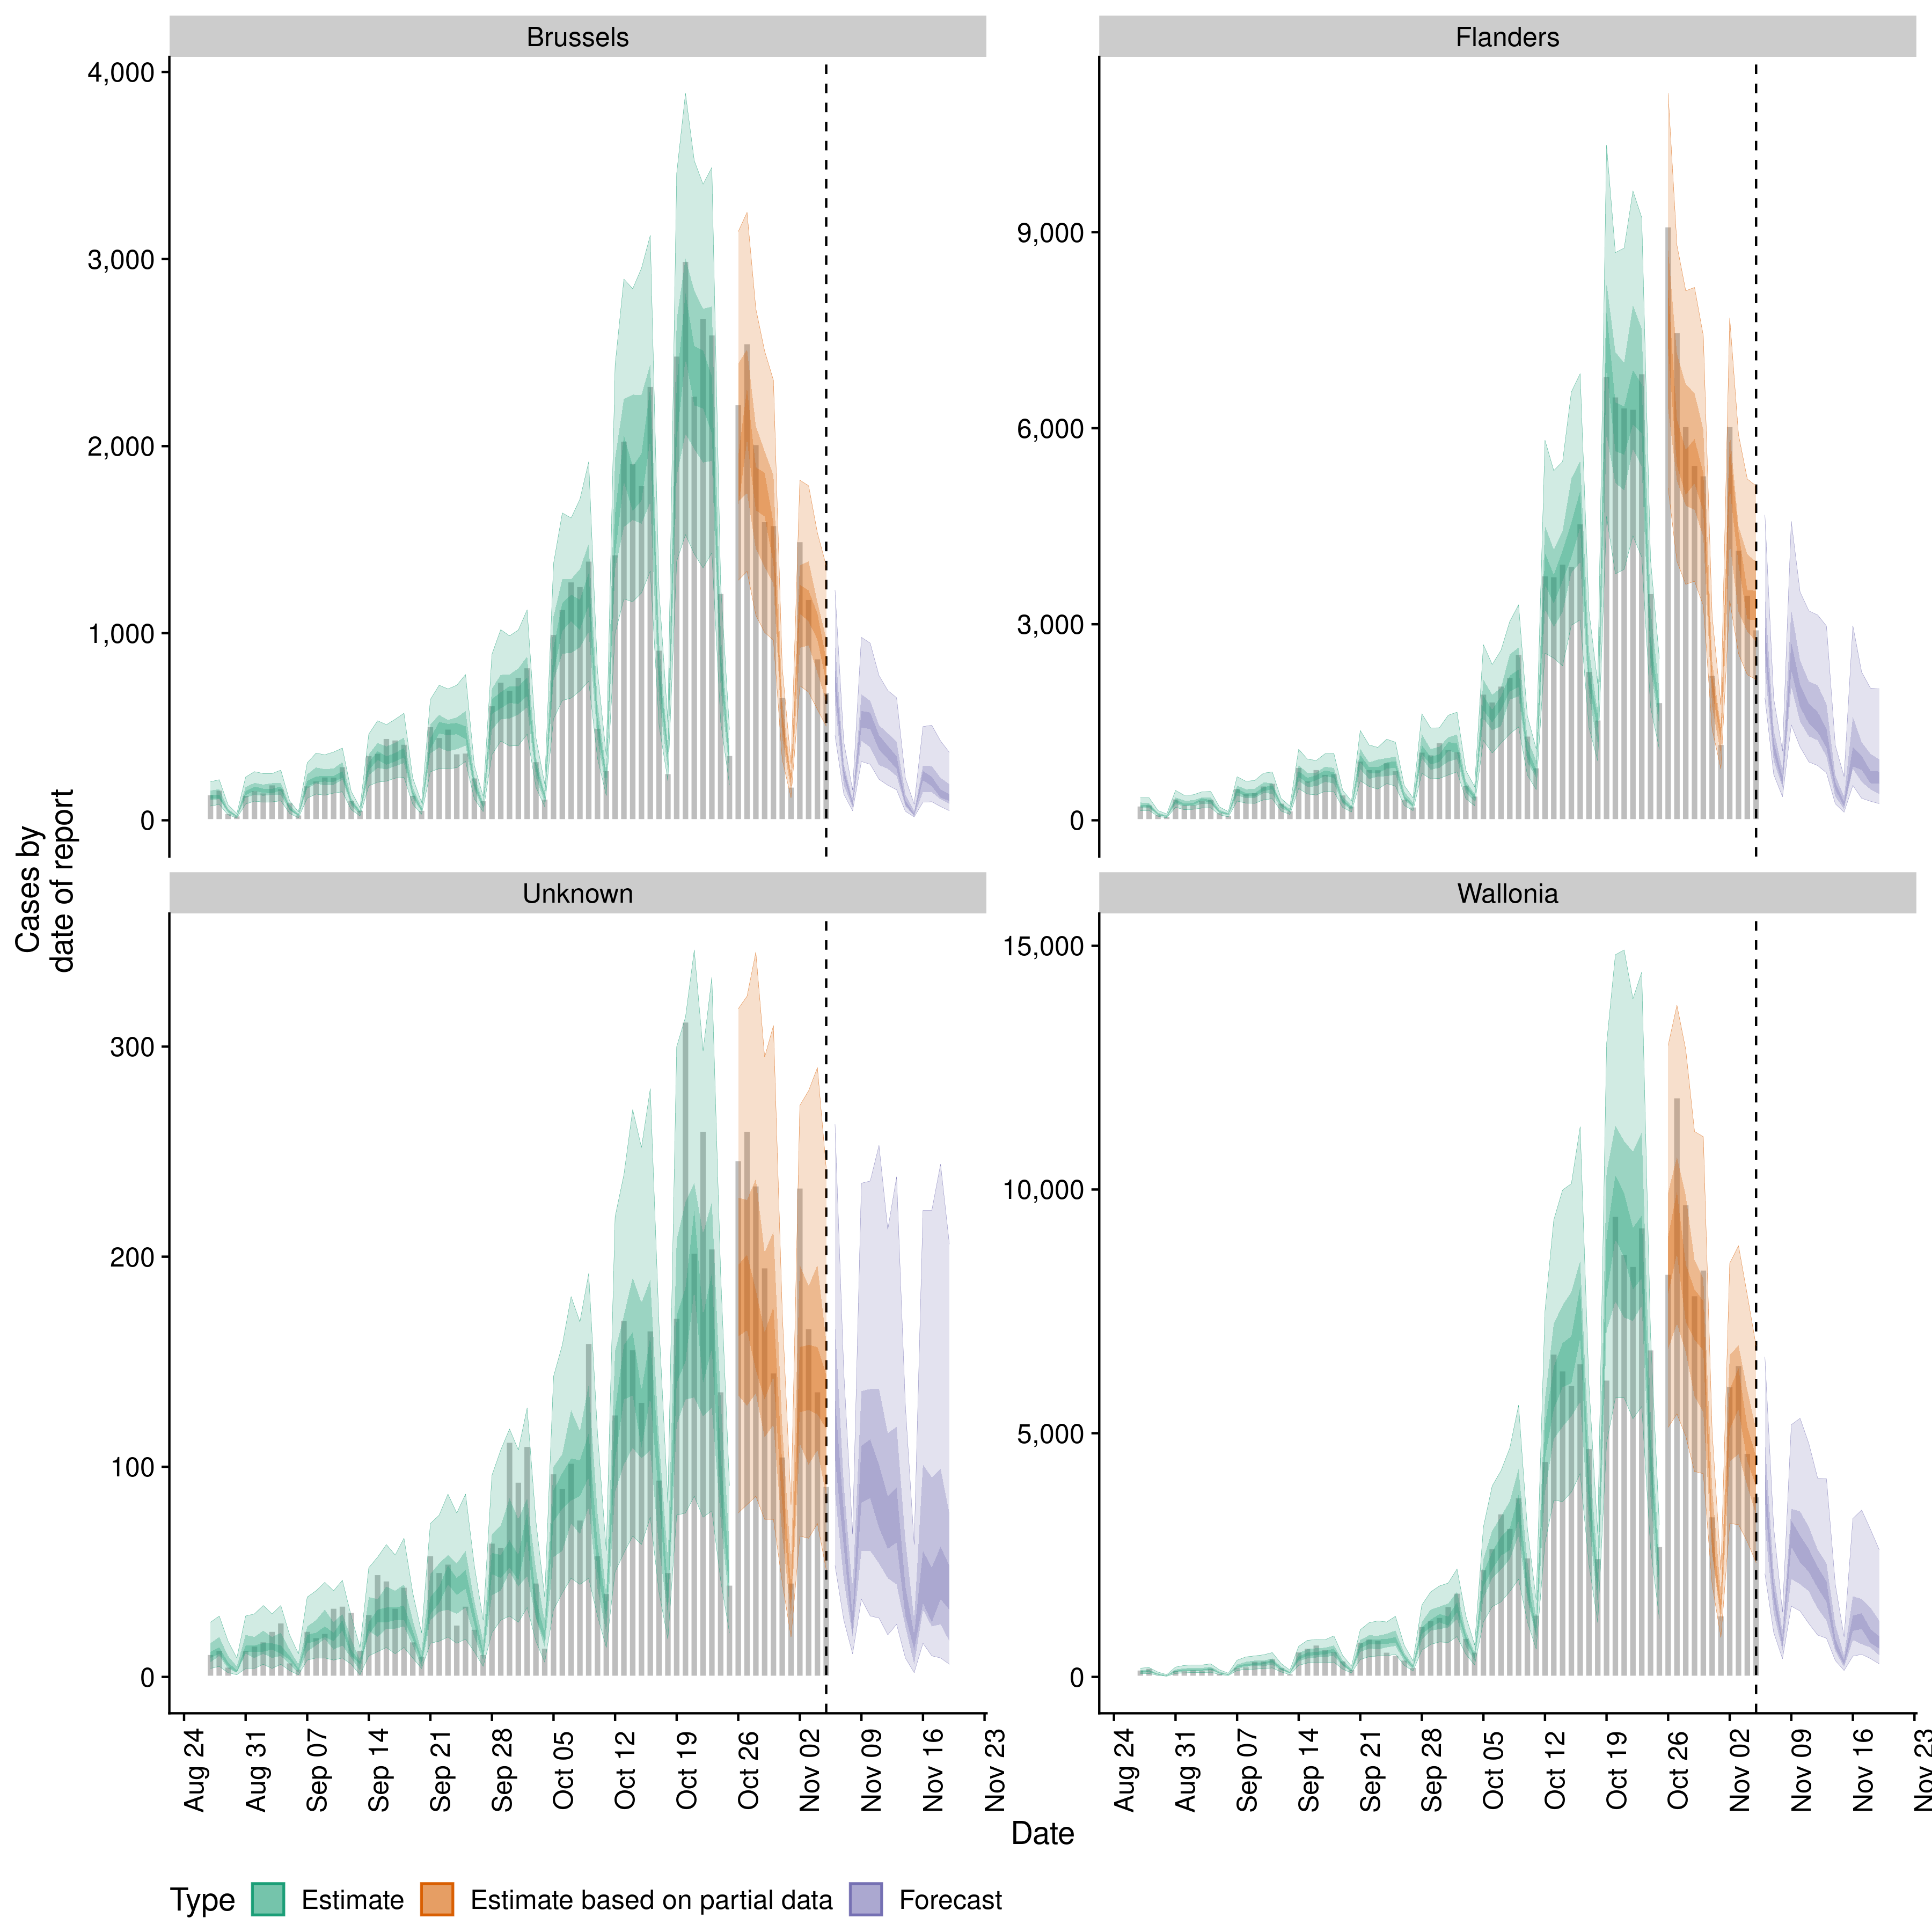 Brussels
Flanders
4,000
3,000
2,000
1,000
0
9,000
6,000
3,000
0
Cases by
date of report
Unknown
Wallonia
300
200
100
0
15,000
10,000
5,000
0
Aug 24
Aug 31
Sep 07
Sep 14
Sep 21
Sep 28
Oct 05
Oct 12
Oct 19
Oct 26
Nov 02
Nov 09
Nov 16
Nov 23
Aug 24
Aug 31
Sep 07
Sep 14
Sep 21
Sep 28
Oct 05
Oct 12
Oct 19
Oct 26
Nov 02
Nov 09
Nov 16
Nov 23
Date
Type Estimate Estimate based on partial data Forecast